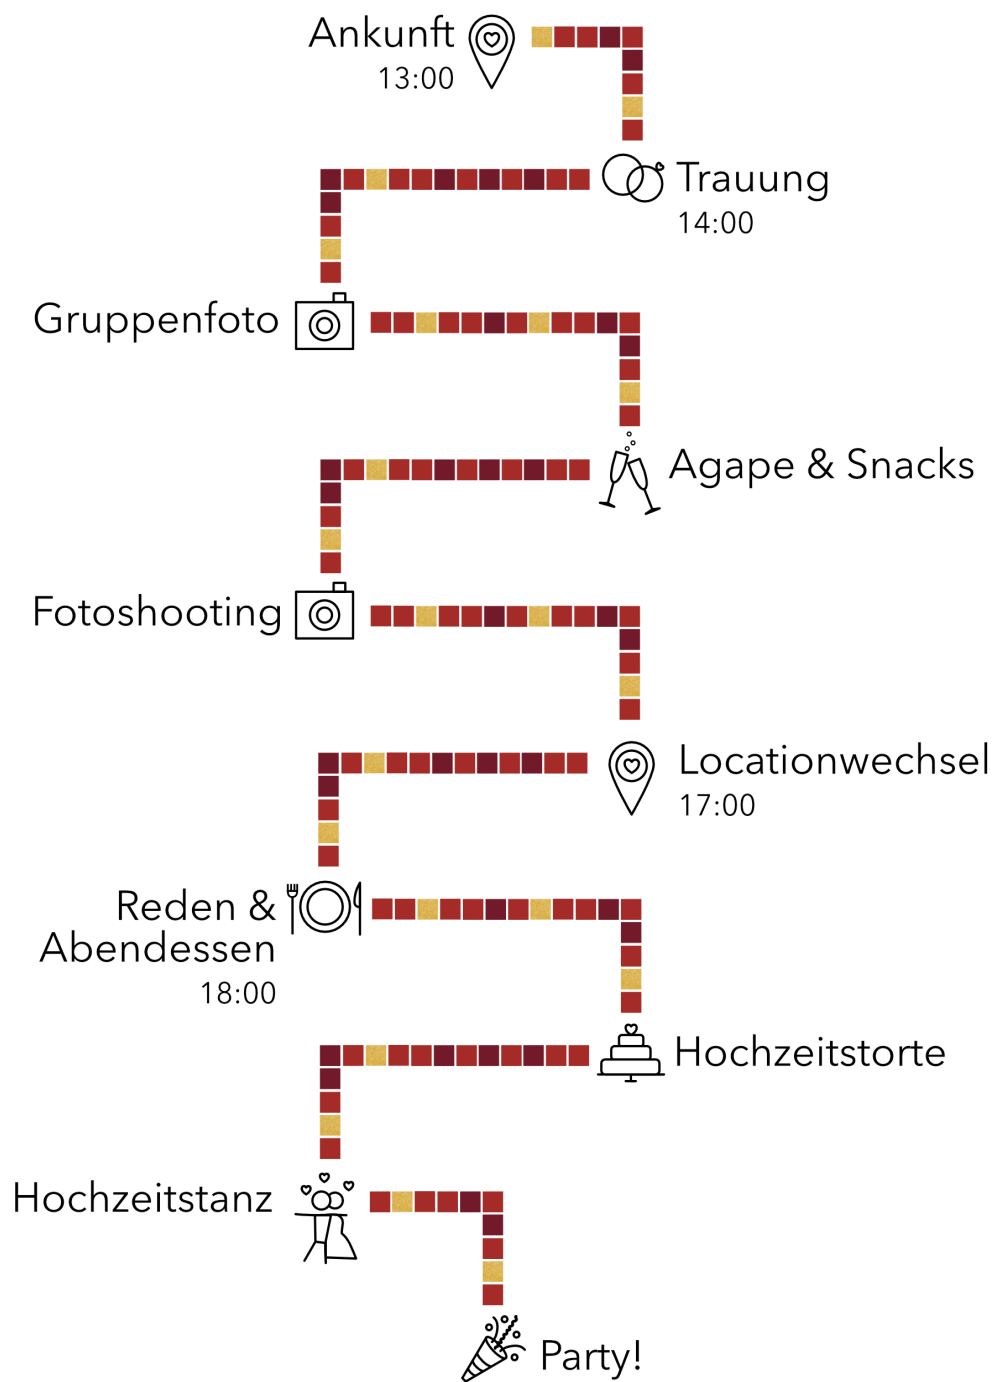 Ankunft
13:00
Trauung
14:00
Gruppenfoto
Agape & Snacks
Fotoshooting
Locationwechsel
17:00
Reden &
Abendessen
18:00
Hochzeitstorte
Hochzeitstanz
Party!